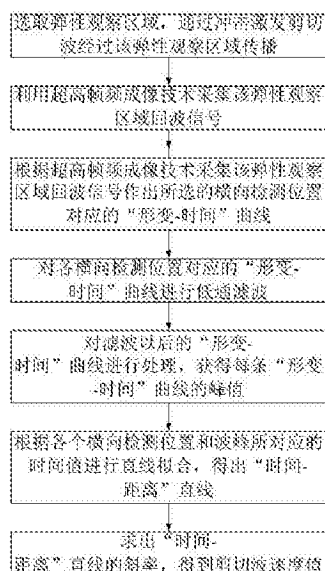 选取弹性观察区域，通过冲击激发剪切
波经过该弹性观察区域传播
利用超高帧频成像技术采集该弹性观察
区域回波信号
根据超高帧频成像技术采集该弹性观察
区域回波信号作出所选的横向检测位置
对应的“形变-时间”曲线
对各横向检测位置对应的“形变-
时间”曲线进行低通滤波
对滤波以后的“形变-
时间”曲线进行处理，获得每条“形变
-时间”曲线的峰值
根据各个横向检测位置和波峰所对应的
时间值进行直线拟合，得出“时间-
距离”直线
求出“时间-
距离”直线的斜率，得到剪切波速度值